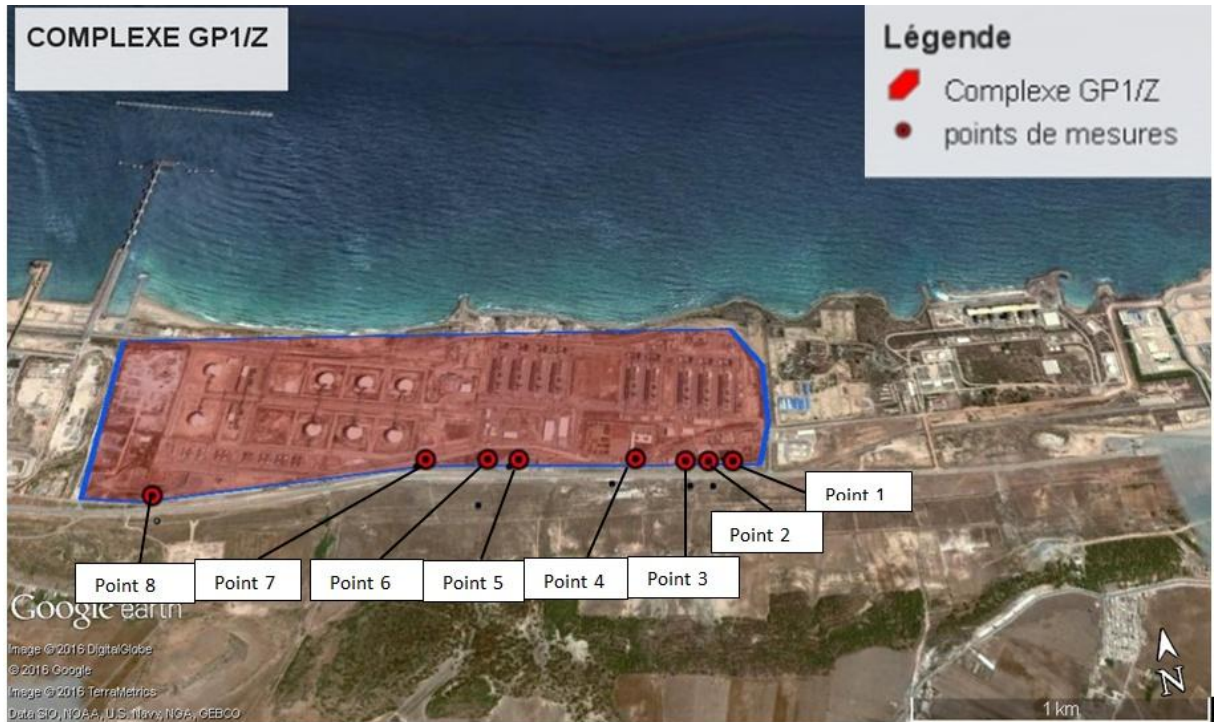 COMPLEXE GP1/Z
Légende
Complexe GP1/Z
points de mesures
Point 1
Point 2
Point 3
Point 4
Point 5
Point 6
Point 7
Point 8
Google earth
Image © 2016 DigitalGlobe
© 2016 Google
Image © 2016 TerraMetrics
Data SIO, NOAA, U.S. Navy, NGA, GEBCO
N
1 km